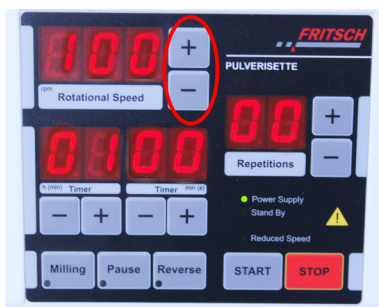 FRITSCH
100 +
PULVERISETTE
rpm
Rotational Speed −
00 +
01 00
Repetitions −
h (min) Timer Timer min (s)
− + − +
Power Supply
Stand By
Reduced Speed
Milling Pause Reverse START STOP